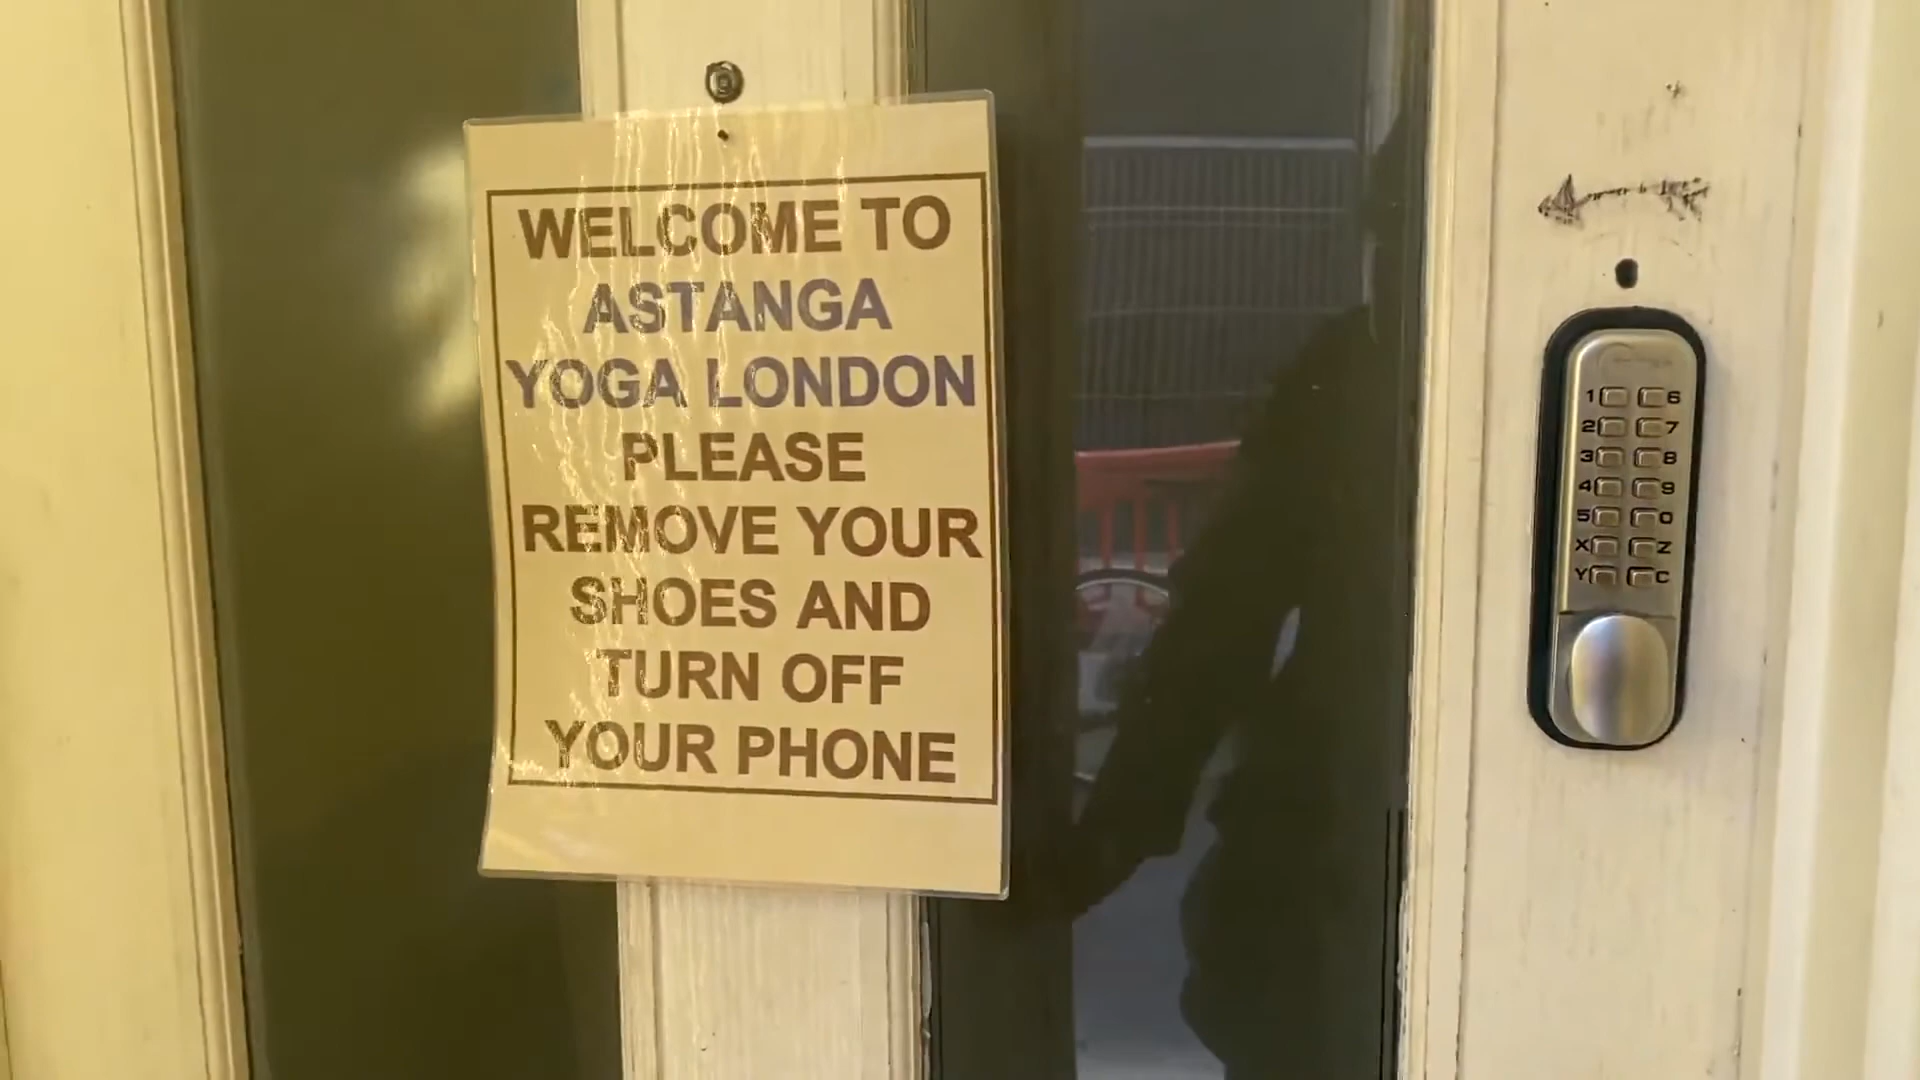 WELCOME TO
ASTANGA
YOGA LONDON
PLEASE
REMOVE YOUR
SHOES AND
TURN OFF
YOUR PHONE
1 6
2 7
3 8
4 9
5 0
X Z
Y C